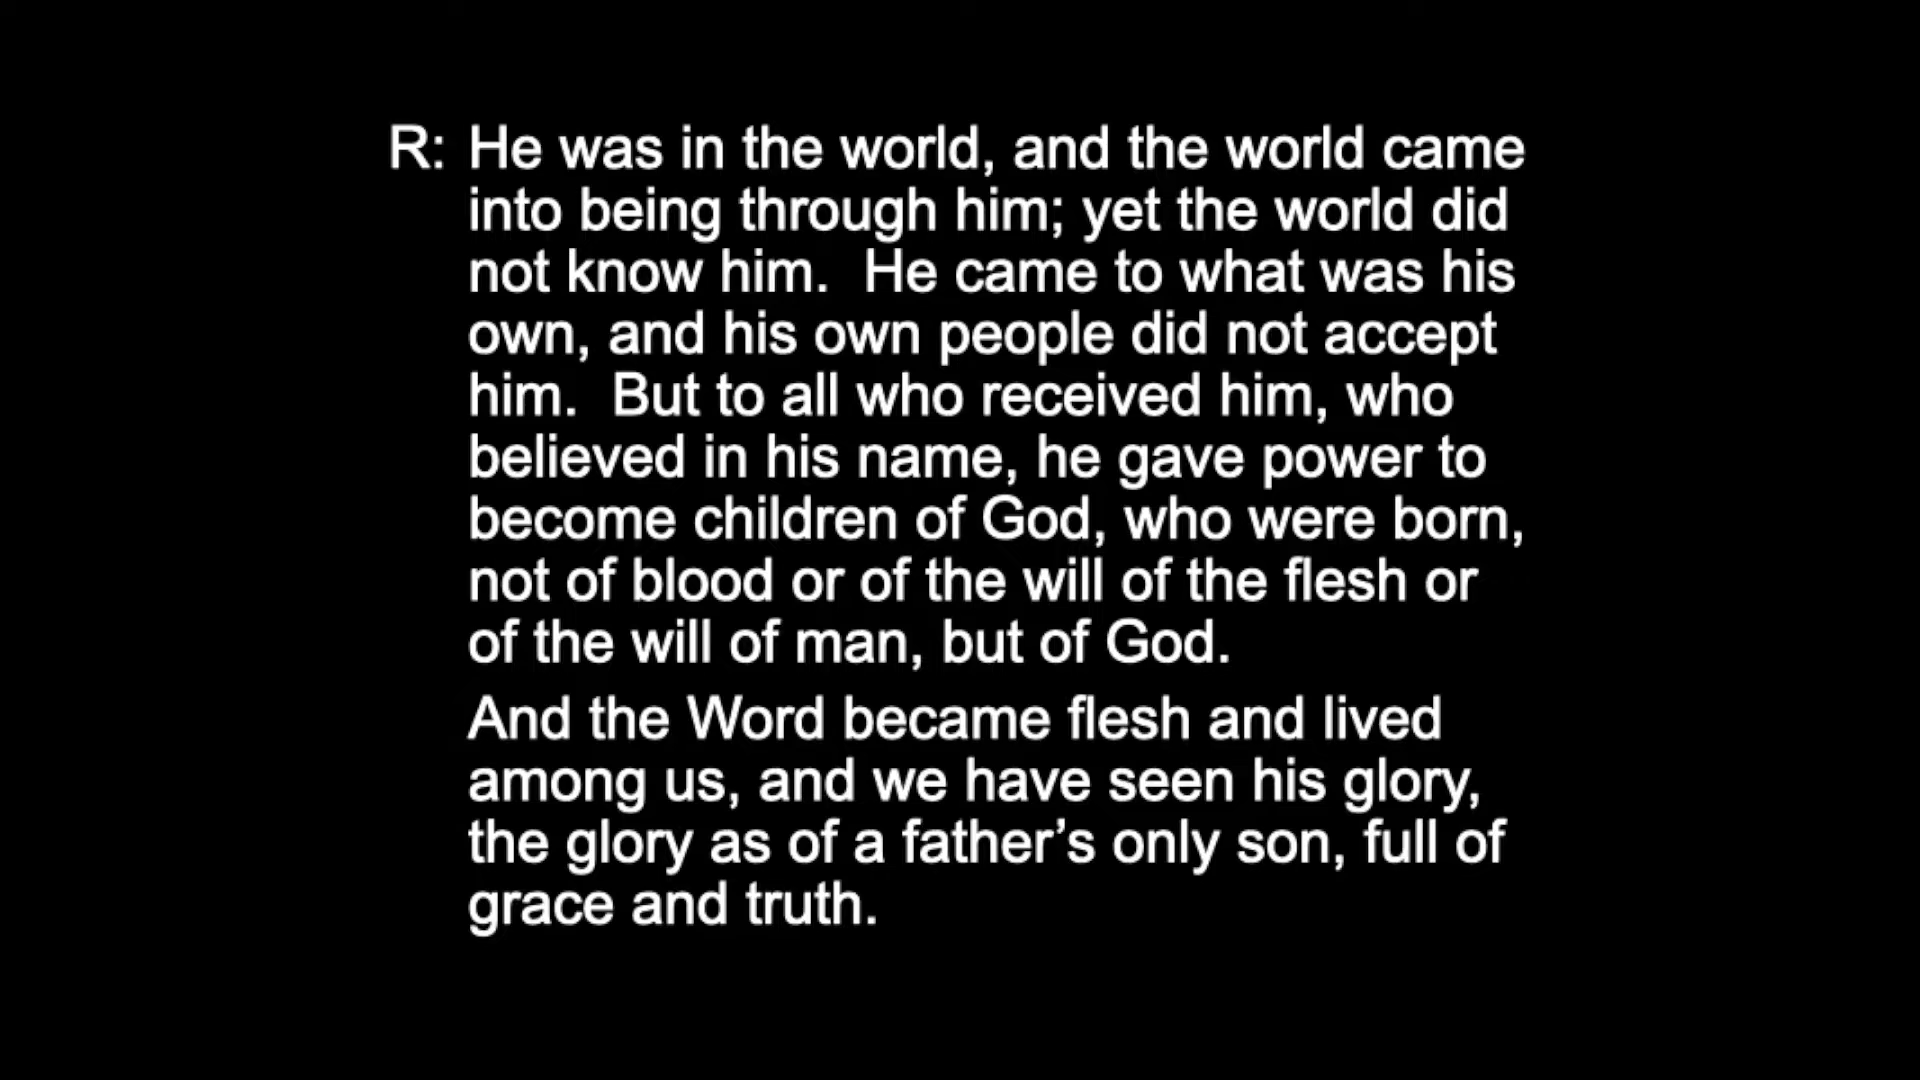 R: He was in the world, and the world came
into being through him; yet the world did
not know him.  He came to what was his
own, and his own people did not accept
him.  But to all who received him, who
believed in his name, he gave power to
become children of God, who were born,
not of blood or of the will of the flesh or
of the will of man, but of God.
And the Word became flesh and lived
among us, and we have seen his glory,
the glory as of a father’s only son, full of
grace and truth.